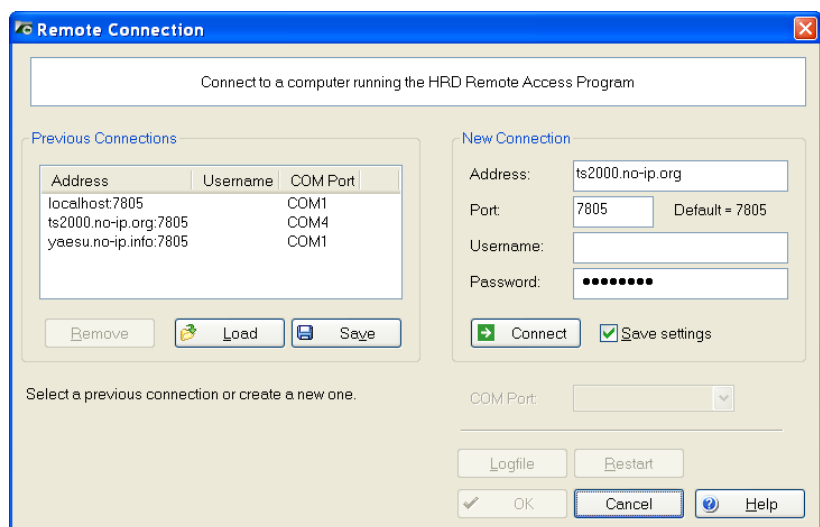 Remote Connection
Connect to a computer running the HRD Remote Access Program
Previous Connections
Address Username COM Port
localhost:7805 COM1
ts2000.no-ip.org:7805 COM4
yaesu.no-ip.info:7805 COM1
Remove Load Save
Select a previous connection or create a new one.
New Connection
Address: ts2000.no-ip.org
Port: 7805 Default = 7805
Username:
Password: ●●●●●●●●
Connect Save settings
COM Port:
Logfile Restart
OK Cancel Help